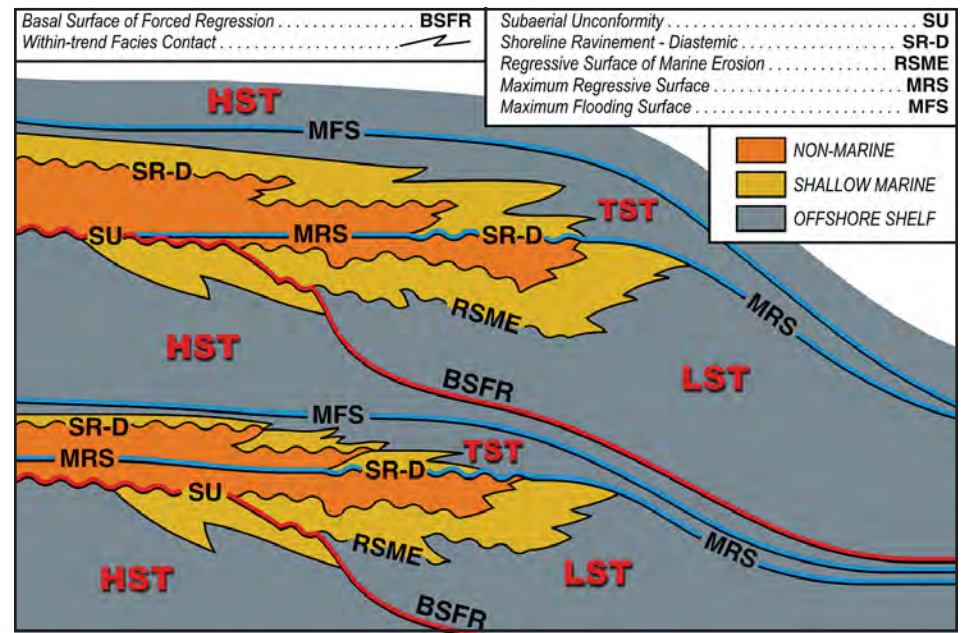 Basal Surface of Forced Regression . . . . . . . . . . . . . . BSFR
Within-trend Facies Contact . . . . . . . . . . . . . . . . . . . .
Subaerial Unconformity . . . . . . . . . . . . . . . . . . . . . . . . . . . SU
Shoreline Ravinement - Diastemic . . . . . . . . . . . . . . . SR-D
Regressive Surface of Marine Erosion . . . . . . . . . . . . RSME
Maximum Regressive Surface . . . . . . . . . . . . . . . . . . . MRS
Maximum Flooding Surface . . . . . . . . . . . . . . . . . . . . . MFS
NON-MARINE
SHALLOW MARINE
OFFSHORE SHELF
HST
MFS
SR-D
TST
SU
MRS
SR-D
MRS
RSME
HST
BSFR
LST
MFS
SR-D
TST
MRS
SR-D
SU
MRS
RSME
HST
LST
BSFR